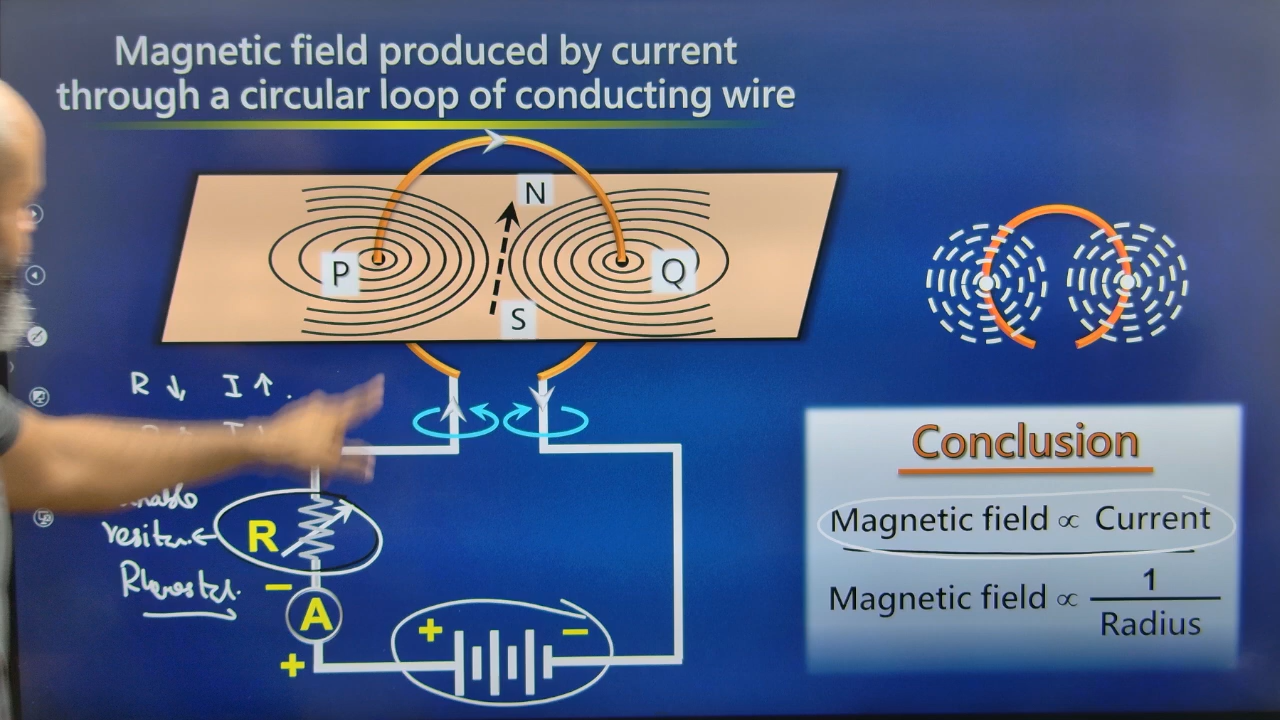 Magnetic field produced by current
through a circular loop of conducting wire
N
P
Q
S
R ↓ I ↑.
resitan
R
Rheostat.
−
A
+
+
−
Conclusion
Magnetic field ∝ Current
Magnetic field ∝ 1
Radius